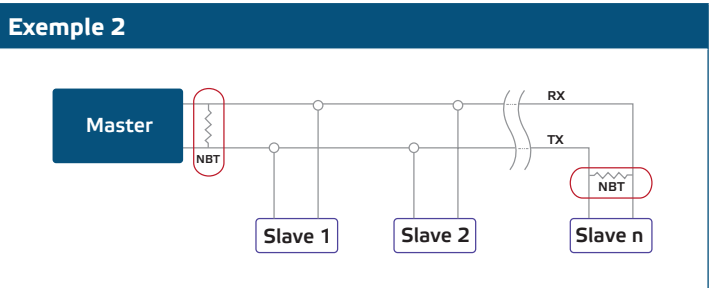 Exemple 2
RX
Master
TX
NBT
NBT
Slave 1
Slave 2
Slave n